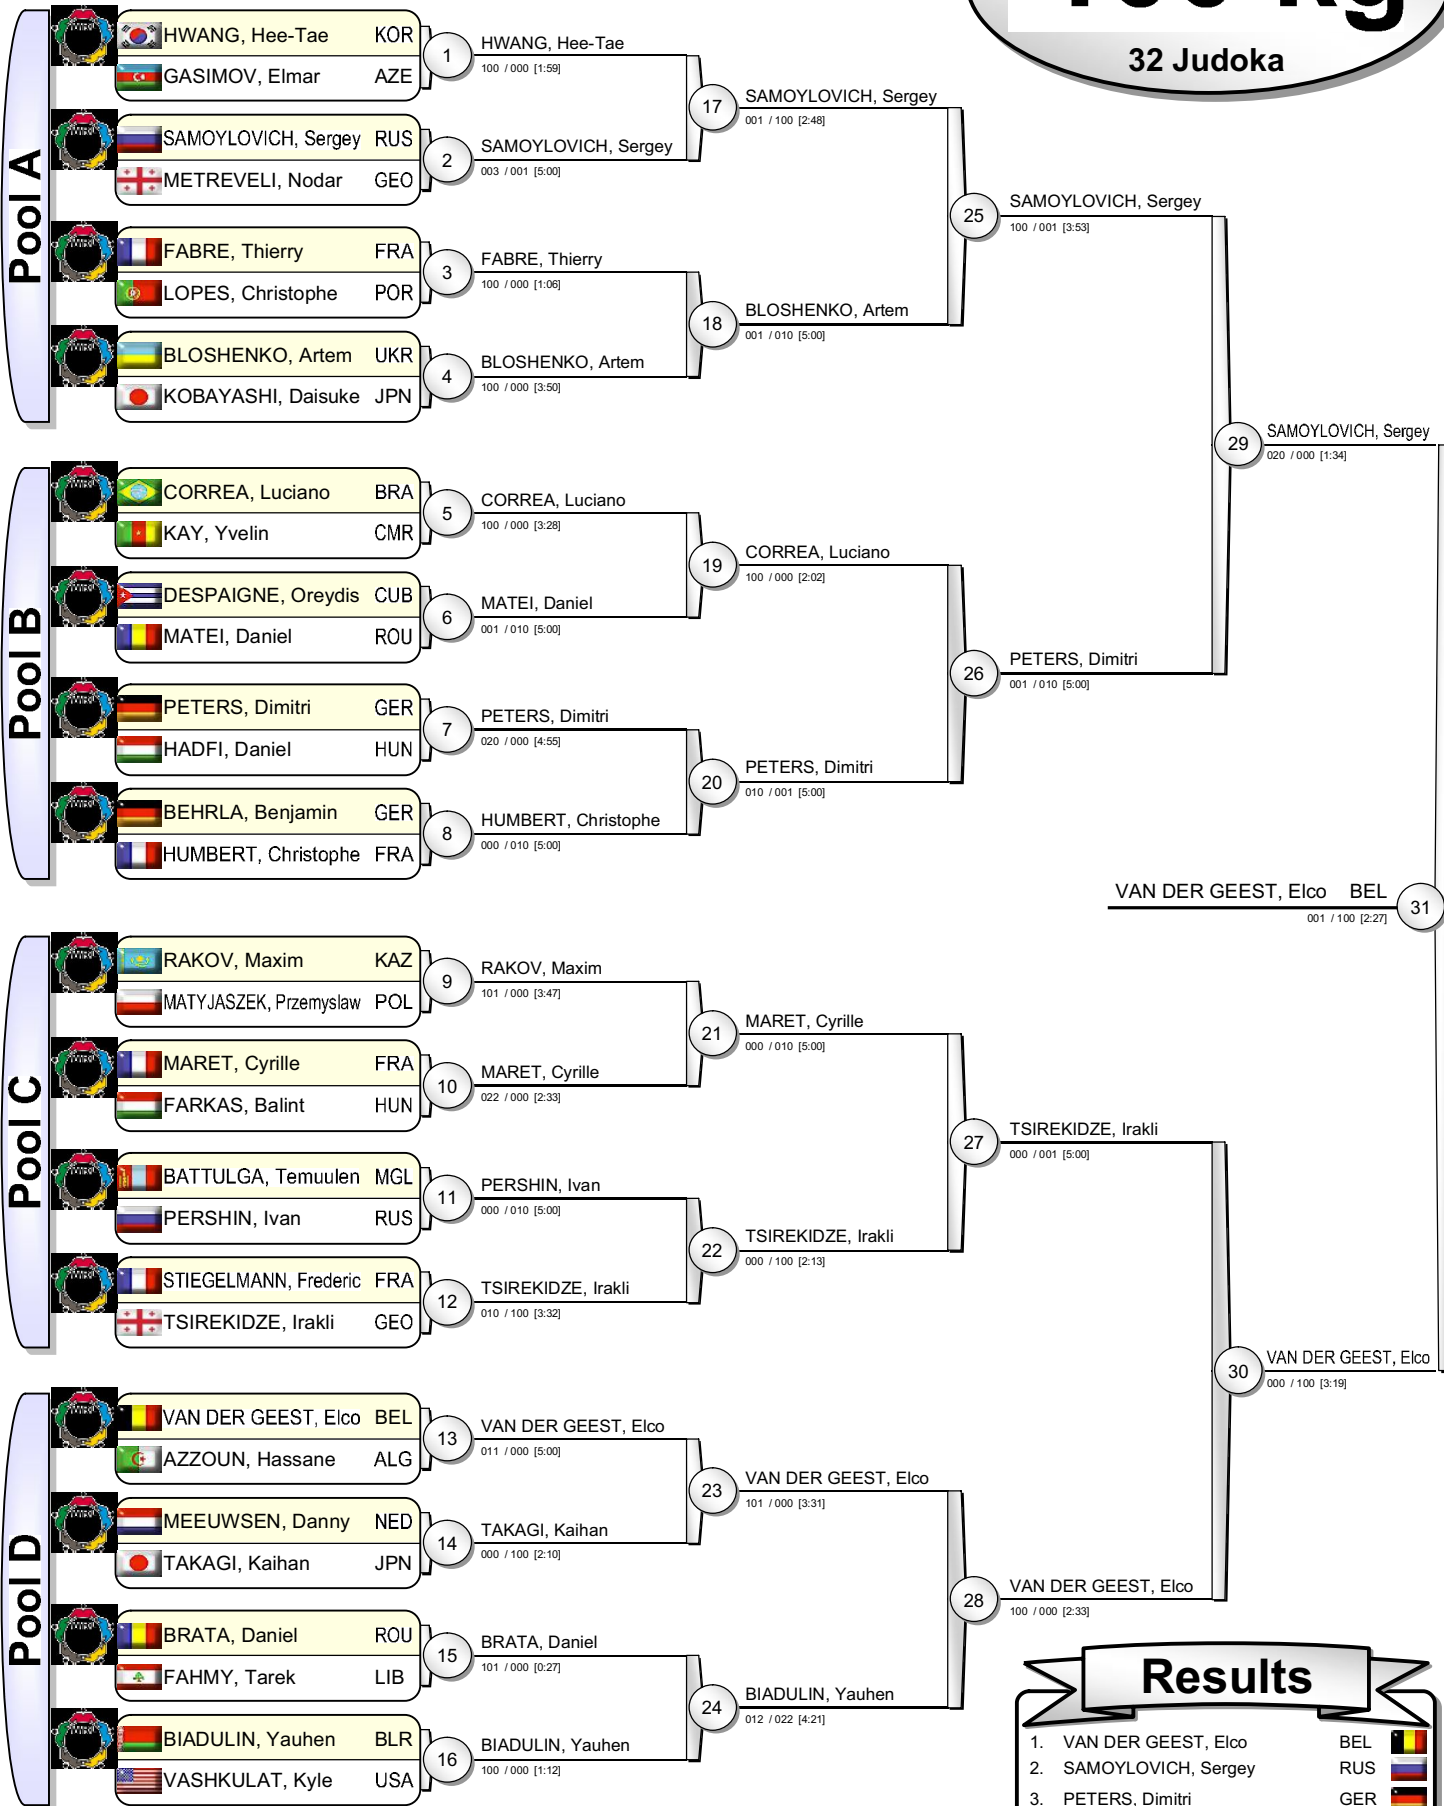 32 Judoka
Pool A
HWANG, Hee-Tae KOR
GASIMOV, Elmar AZE
1
HWANG, Hee-Tae
100 / 000 [1:59]
SAMOYLOVICH, Sergey RUS
METREVELI, Nodar GEO
2
SAMOYLOVICH, Sergey
003 / 001 [5:00]
17
SAMOYLOVICH, Sergey
001 / 100 [2:48]
FABRE, Thierry FRA
LOPES, Christophe POR
3
FABRE, Thierry
100 / 000 [1:06]
BLOSHENKO, Artem UKR
KOBAYASHI, Daisuke JPN
4
BLOSHENKO, Artem
100 / 000 [3:50]
18
BLOSHENKO, Artem
001 / 010 [5:00]
25
SAMOYLOVICH, Sergey
100 / 001 [3:53]
Pool B
CORREA, Luciano BRA
KAY, Yvelin CMR
5
CORREA, Luciano
100 / 000 [3:28]
DESPAIGNE, Oreydis CUB
MATEI, Daniel ROU
6
MATEI, Daniel
001 / 010 [5:00]
19
CORREA, Luciano
100 / 000 [2:02]
PETERS, Dimitri GER
HADFI, Daniel HUN
7
PETERS, Dimitri
020 / 000 [4:55]
BEHRLA, Benjamin GER
HUMBERT, Christophe FRA
8
HUMBERT, Christophe
000 / 010 [5:00]
20
PETERS, Dimitri
010 / 001 [5:00]
26
PETERS, Dimitri
001 / 010 [5:00]
29
SAMOYLOVICH, Sergey
020 / 000 [1:34]
VAN DER GEEST, Elco BEL
001 / 100 [2:27]
31
Pool C
RAKOV, Maxim KAZ
MATYJASZEK, Przemyslaw POL
9
RAKOV, Maxim
101 / 000 [3:47]
MARET, Cyrille FRA
FARKAS, Balint HUN
10
MARET, Cyrille
022 / 000 [2:33]
21
MARET, Cyrille
000 / 010 [5:00]
BATTULGA, Temuulen MGL
PERSHIN, Ivan RUS
11
PERSHIN, Ivan
000 / 010 [5:00]
STIEGELMANN, Frederic FRA
TSIREKIDZE, Irakli GEO
12
TSIREKIDZE, Irakli
010 / 100 [3:32]
22
TSIREKIDZE, Irakli
000 / 100 [2:13]
27
TSIREKIDZE, Irakli
000 / 001 [5:00]
Pool D
VAN DER GEEST, Elco BEL
AZZOUN, Hassane ALG
13
VAN DER GEEST, Elco
011 / 000 [5:00]
MEEUWSEN, Danny NED
TAKAGI, Kaihan JPN
14
TAKAGI, Kaihan
000 / 100 [2:10]
23
VAN DER GEEST, Elco
101 / 000 [3:31]
BRATA, Daniel ROU
FAHMY, Tarek LIB
15
BRATA, Daniel
101 / 000 [0:27]
BIADULIN, Yauhen BLR
VASHKULAT, Kyle USA
16
BIADULIN, Yauhen
100 / 000 [1:12]
24
BIADULIN, Yauhen
012 / 022 [4:21]
28
VAN DER GEEST, Elco
100 / 000 [2:33]
30
VAN DER GEEST, Elco
000 / 100 [3:19]
Results
1. VAN DER GEEST, Elco BEL
2. SAMOYLOVICH, Sergey RUS
3. PETERS, Dimitri GER